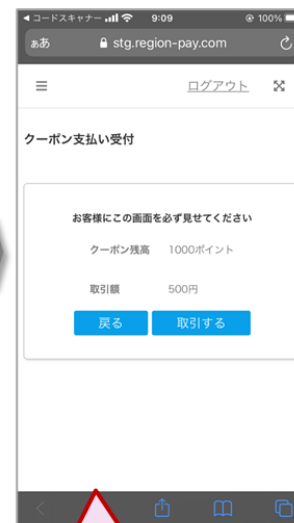 コードスキャナー 9:09 100%
ああ stg.region-pay.com
ログアウト
クーポン支払い受付
お客様にこの画面を必ず見せてください
クーポン残高 1000ポイント
取引額 500円
戻る 取引する